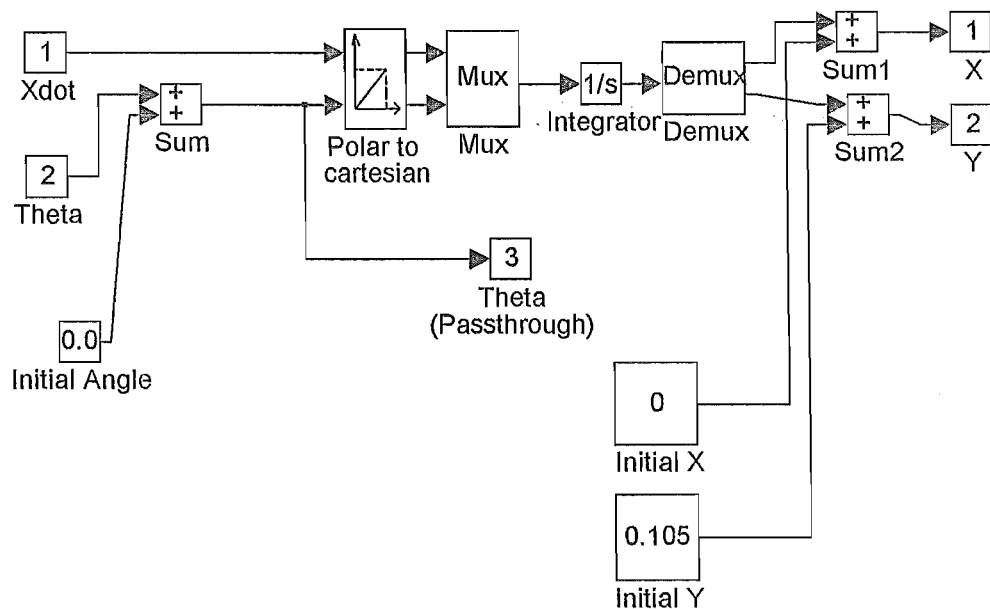 1
Xdot
2
Theta
0.0
Initial Angle
+
+
Sum
Polar to
cartesian
Mux
Mux
1/s
Integrator
Demux
Demux
+
+
Sum1
1
X
+
+
Sum2
2
Y
3
Theta
(Passthrough)
0
Initial X
0.105
Initial Y